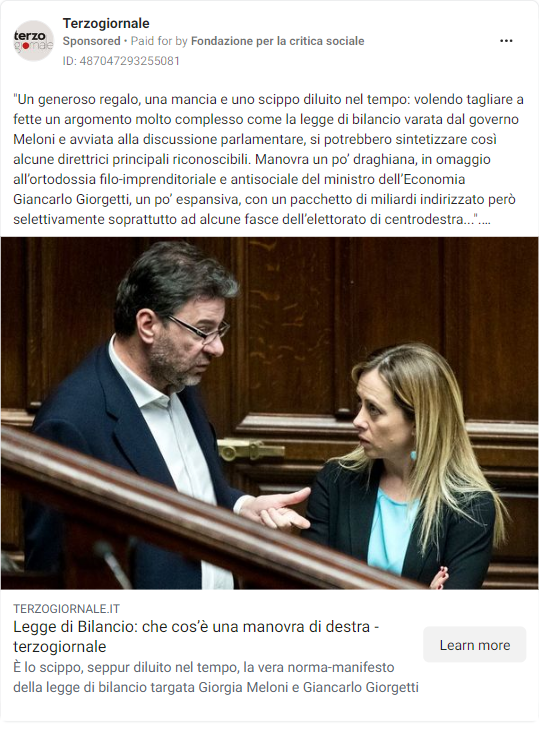 terzo
giornale
Terzogiornale
Sponsored • Paid for by Fondazione per la critica sociale
ID: 487047293255081
"Un generoso regalo, una mancia e uno scippo diluito nel tempo: volendo tagliare a
fette un argomento molto complesso come la legge di bilancio varata dal governo
Meloni e avviata alla discussione parlamentare, si potrebbero sintetizzare così
alcune direttrici principali riconoscibili. Manovra un po’ draghiana, in omaggio
all’ortodossia filo-imprenditoriale e antisociale del ministro dell’Economia
Giancarlo Giorgetti, un po’ espansiva, con un pacchetto di miliardi indirizzato però
selettivamente soprattutto ad alcune fasce dell’elettorato di centrodestra...".…
TERZOGIORNALE.IT
Legge di Bilancio: che cos’è una manovra di destra -
terzogiornale
È lo scippo, seppur diluito nel tempo, la vera norma-manifesto
della legge di bilancio targata Giorgia Meloni e Giancarlo Giorgetti
Learn more